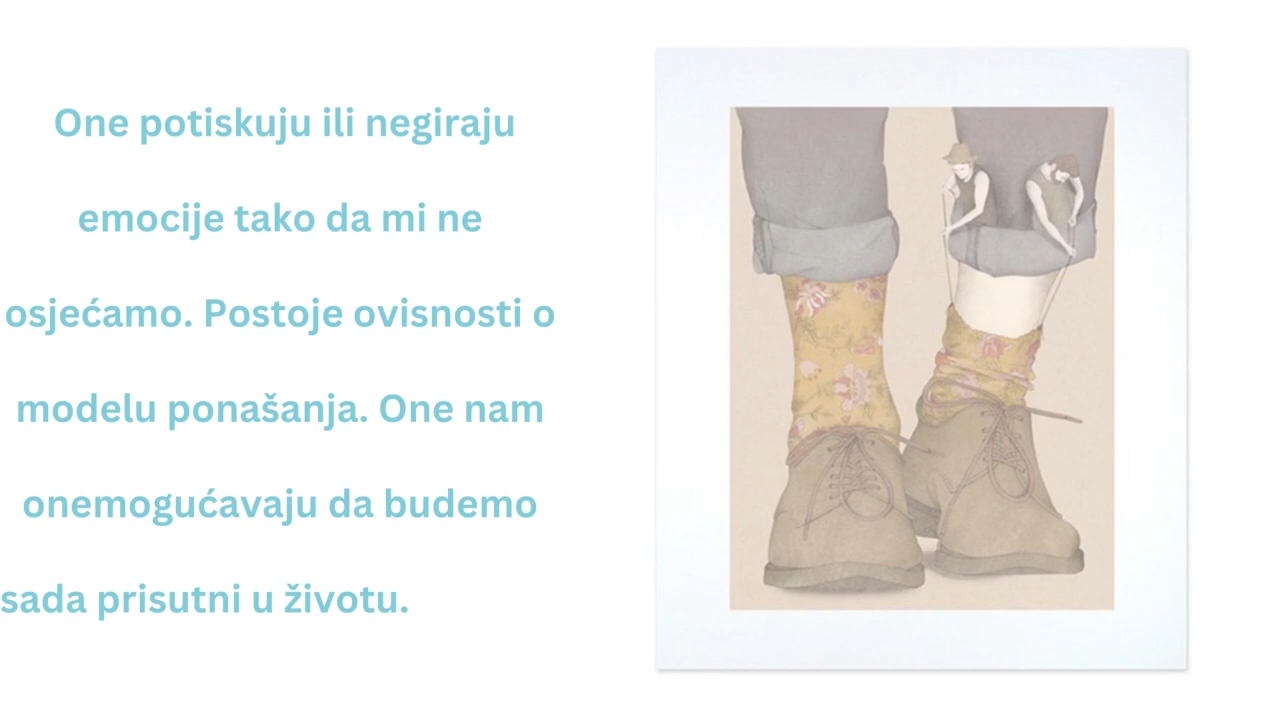 One potiskuju ili negiraju
emocije tako da mi ne
osjećamo. Postoje ovisnosti o
modelu ponašanja. One nam
onemogućavaju da budemo
sada prisutni u životu.